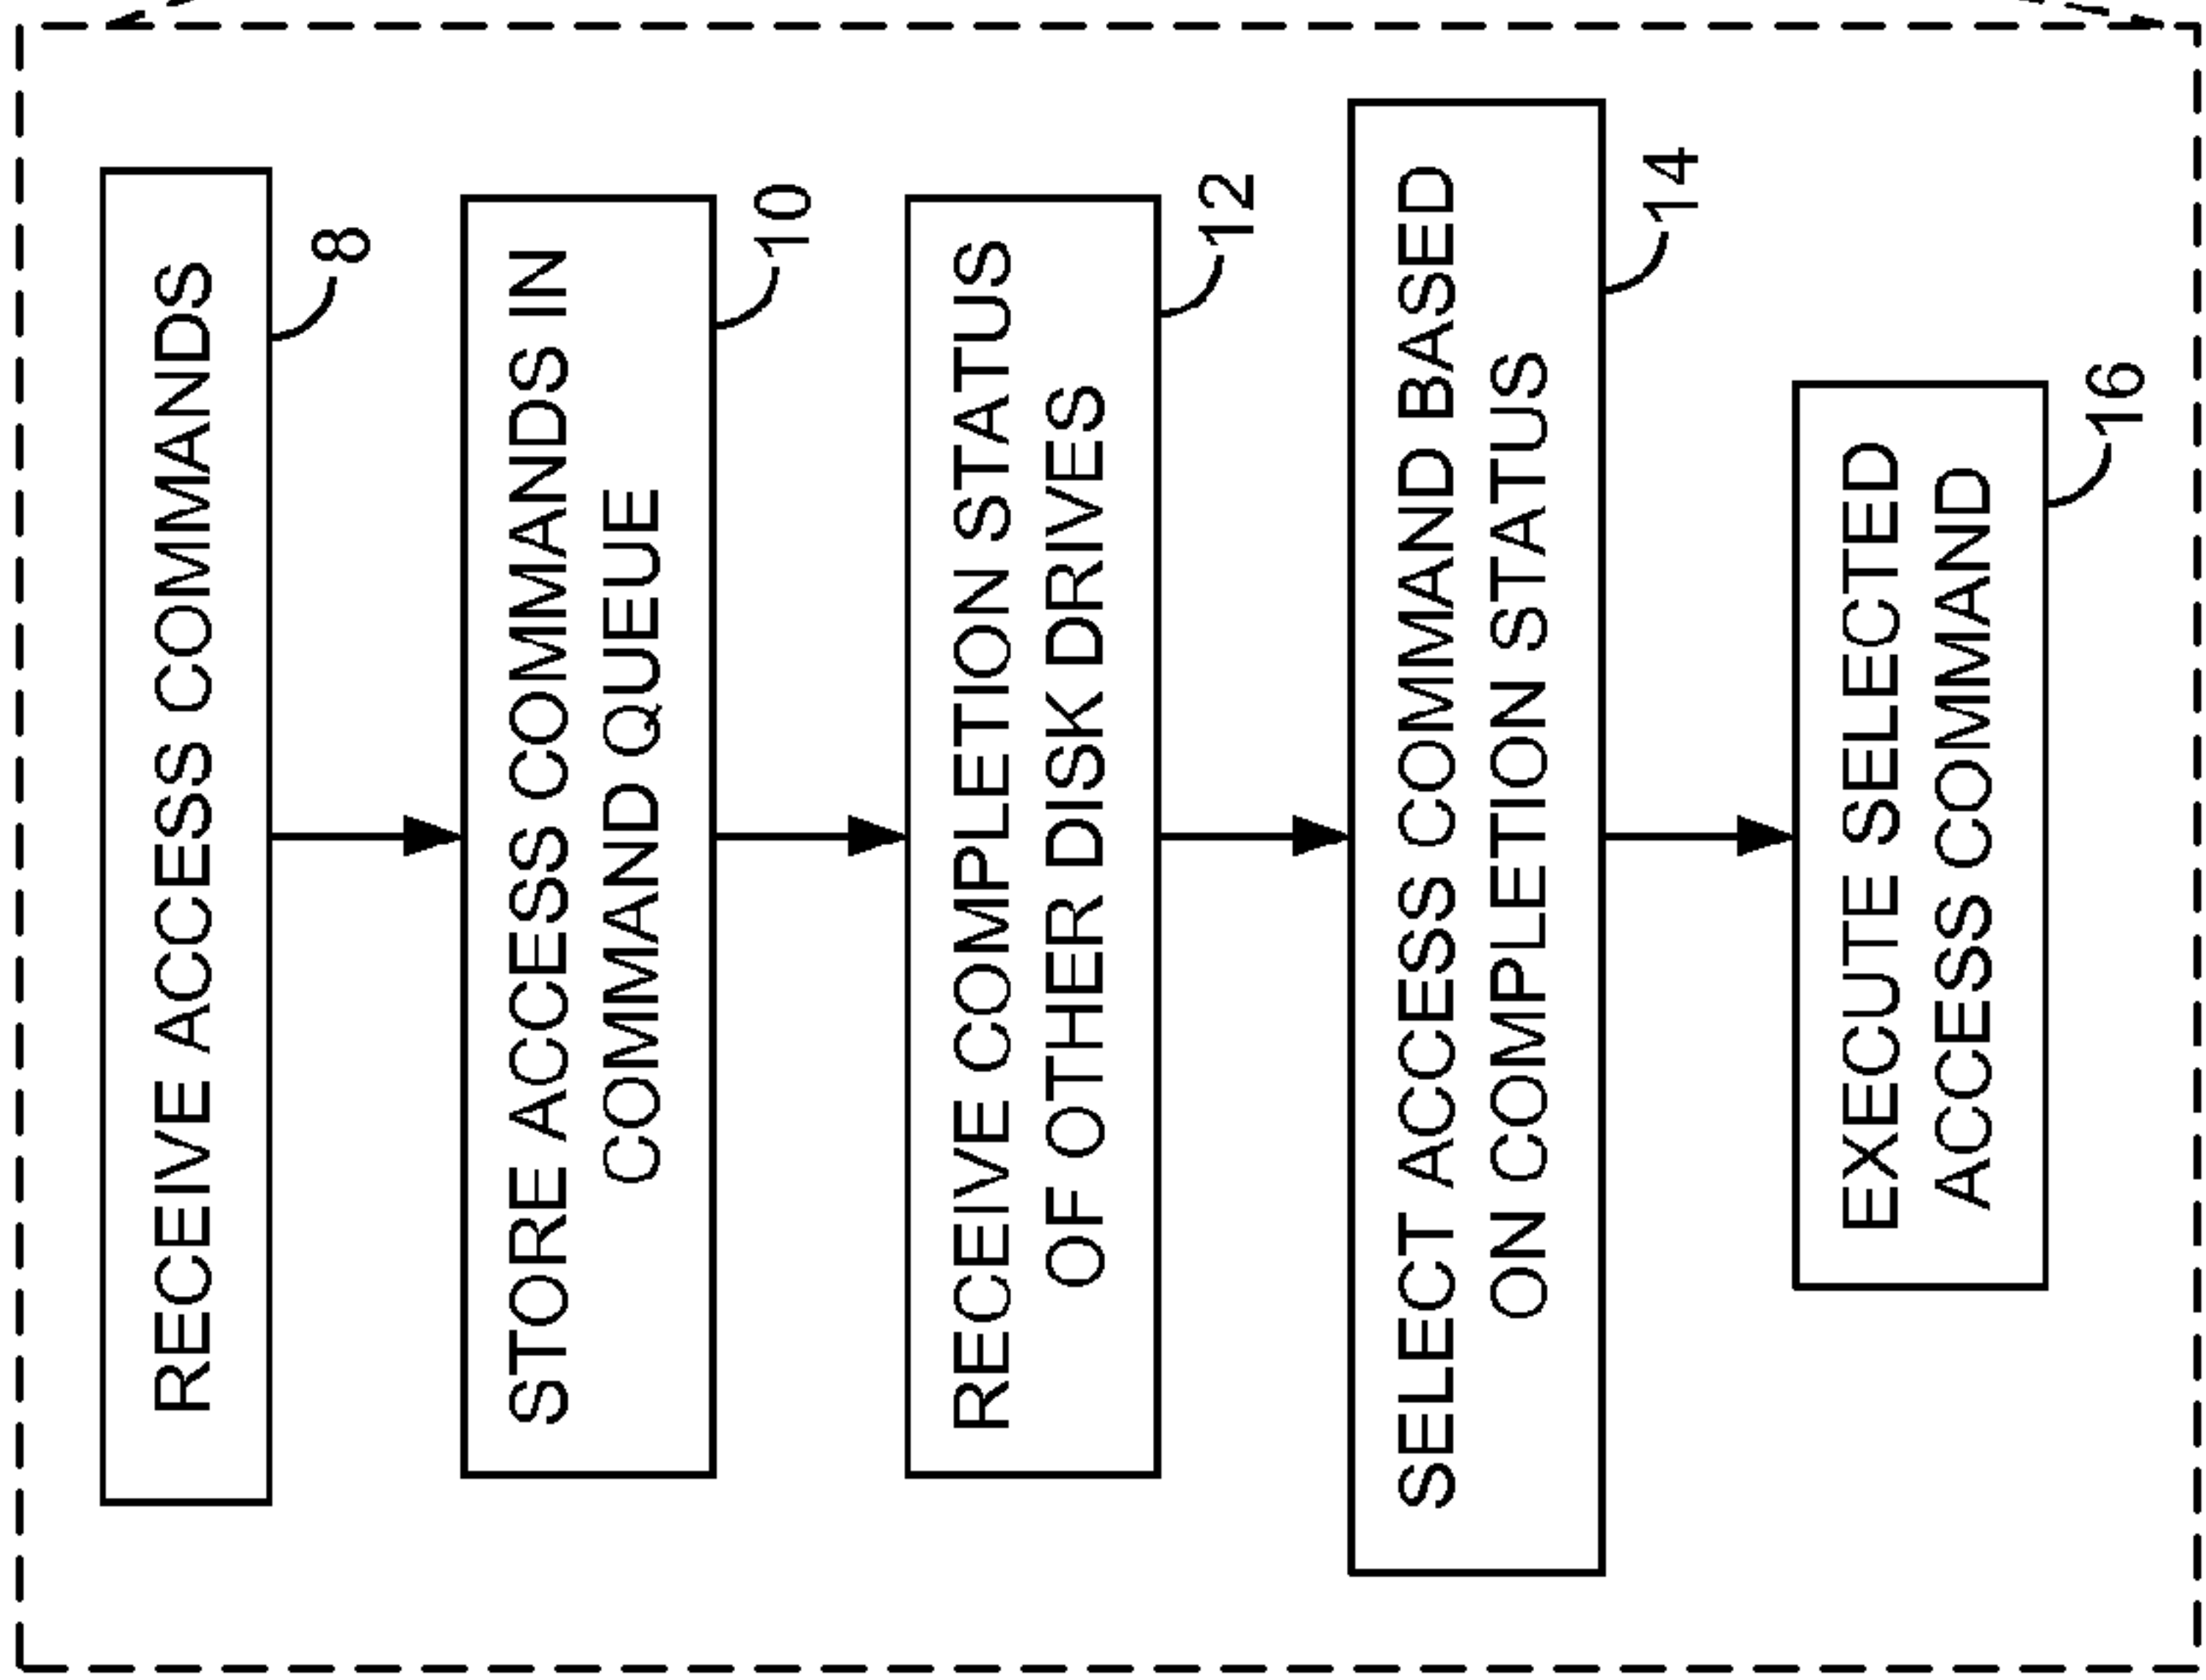 RECEIVE ACCESS COMMANDS
8
STORE ACCESS COMMANDS IN
COMMAND QUEUE
10
RECEIVE COMPLETION STATUS
OF OTHER DISK DRIVES
12
SELECT ACCESS COMMAND BASED
ON COMPLETION STATUS
14
EXECUTE SELECTED
ACCESS COMMAND
16